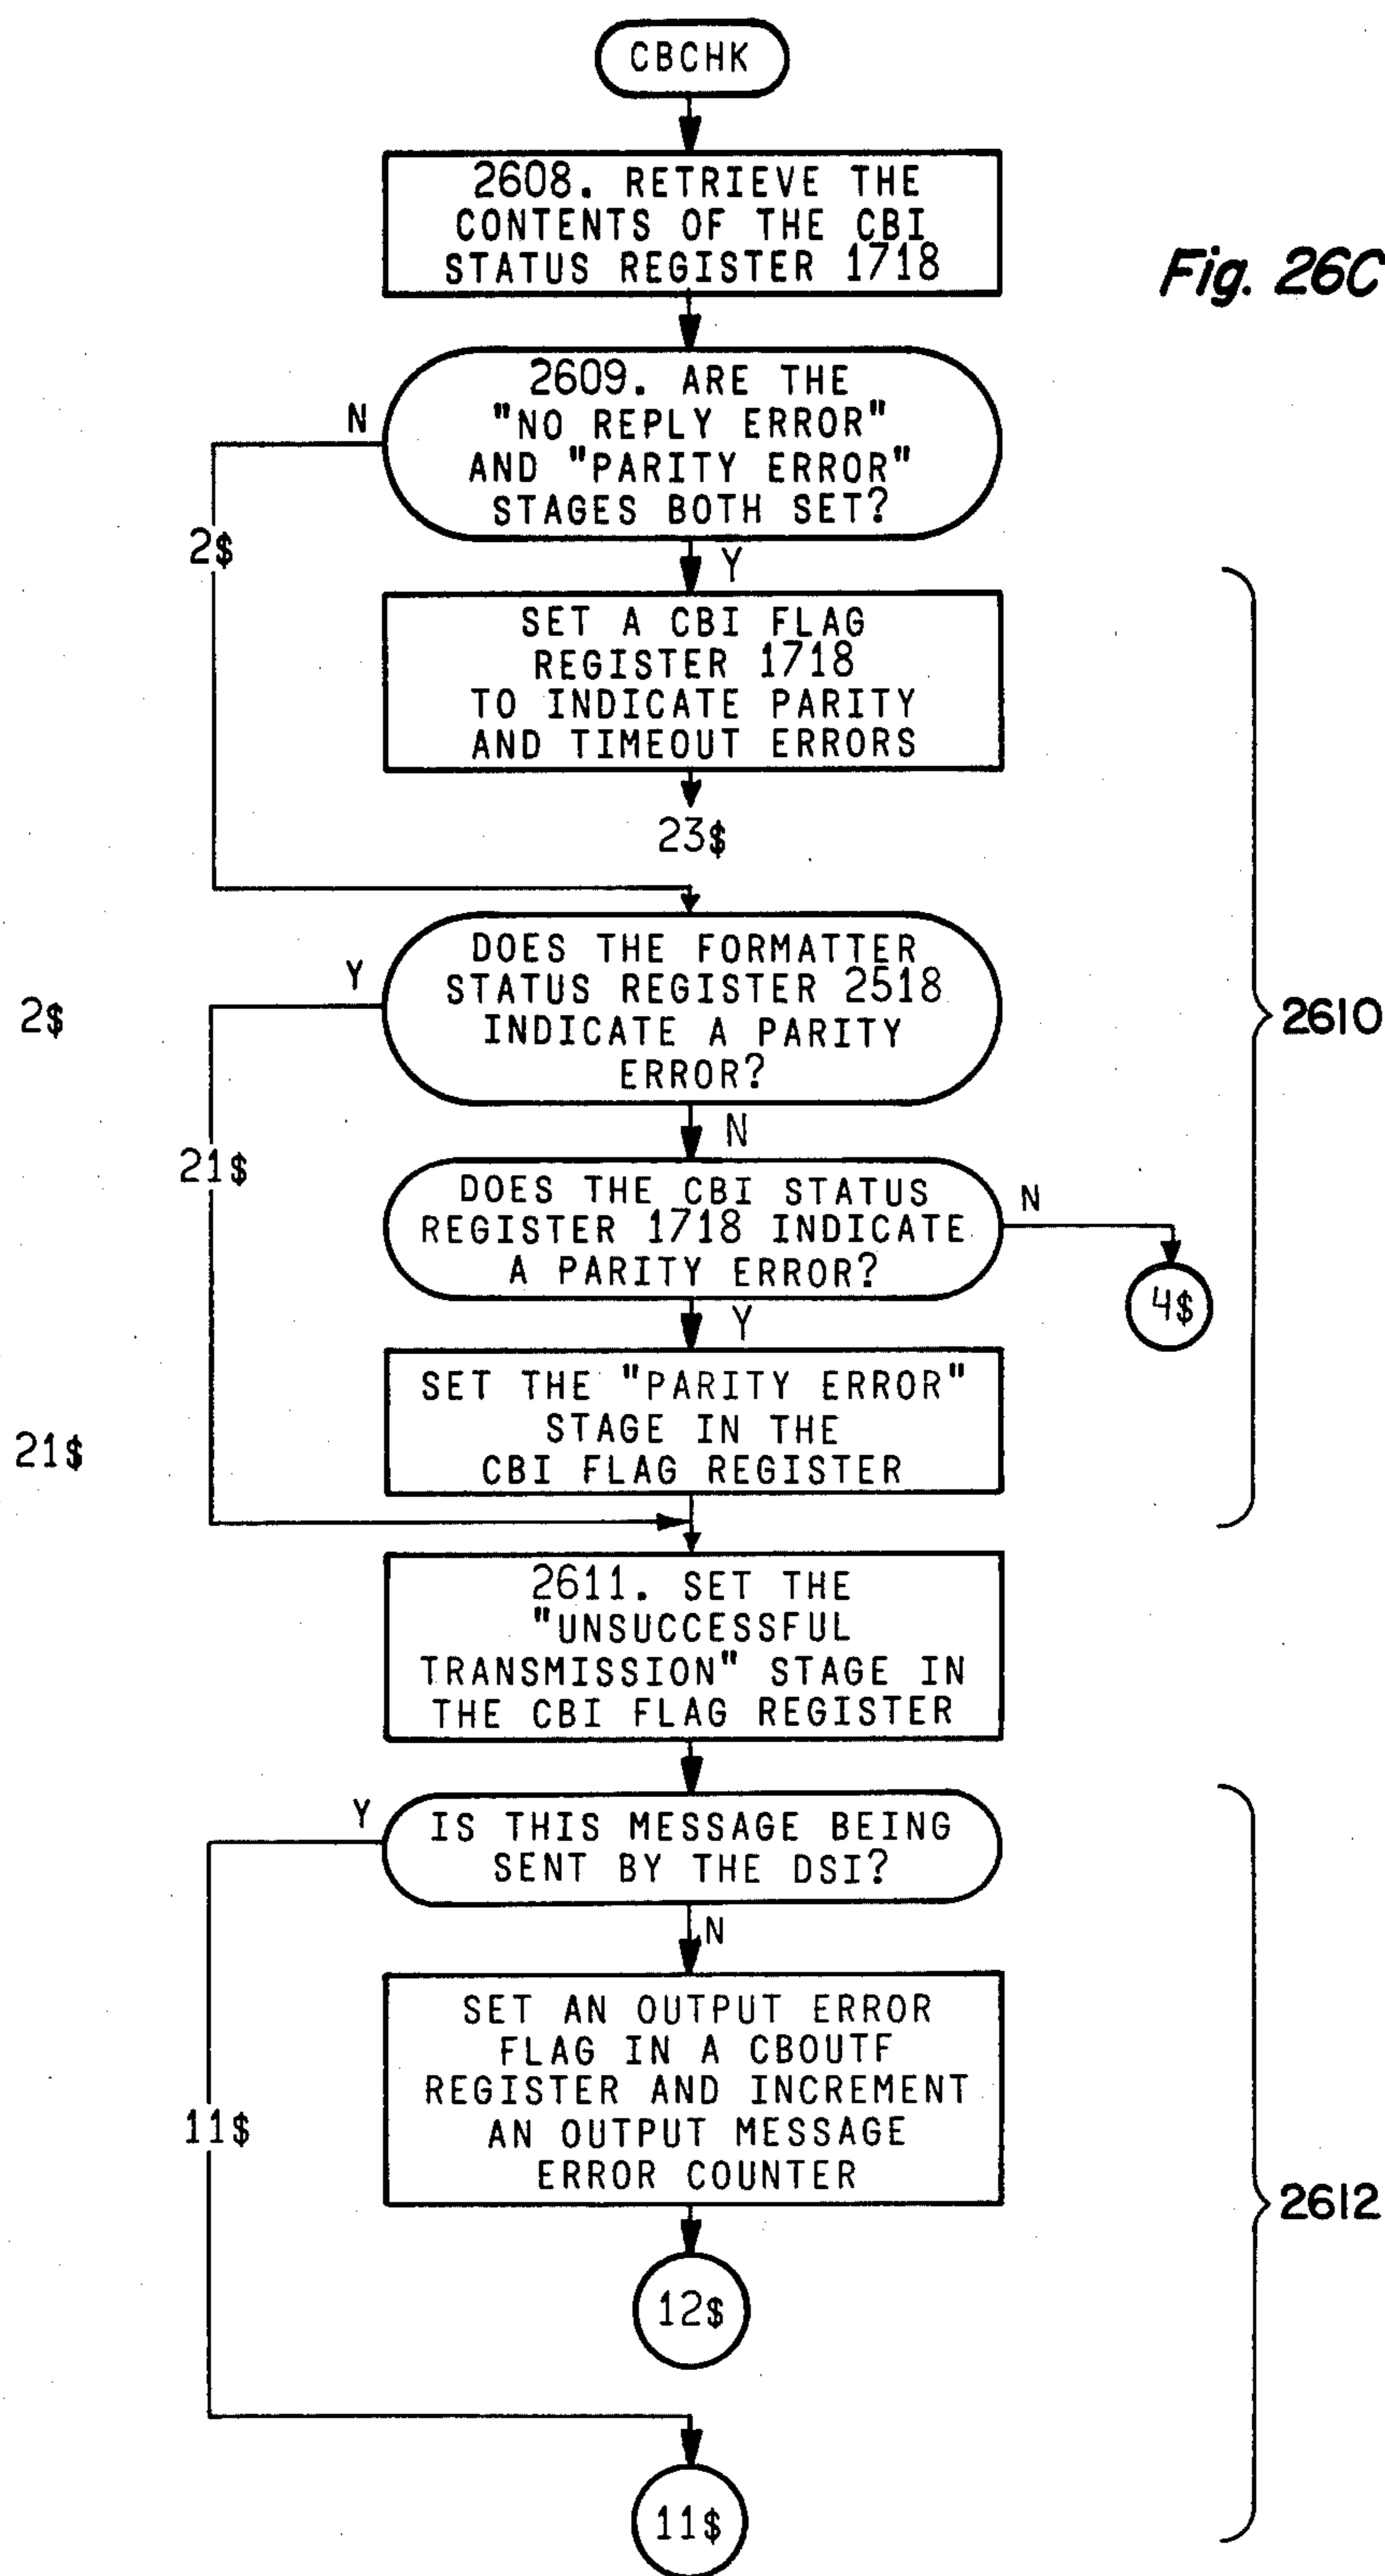 CBCHK
2608. RETRIEVE THE
CONTENTS OF THE CBI
STATUS REGISTER 1718
Fig. 26C
2609. ARE THE
"NO REPLY ERROR"
AND "PARITY ERROR"
STAGES BOTH SET?
N
2$
Y
SET A CBI FLAG
REGISTER 1718
TO INDICATE PARITY
AND TIMEOUT ERRORS
23$
DOES THE FORMATTER
STATUS REGISTER 2518
INDICATE A PARITY
ERROR?
Y
2$
2610
21$
N
DOES THE CBI STATUS
REGISTER 1718 INDICATE
A PARITY ERROR?
N
4$
Y
SET THE "PARITY ERROR"
STAGE IN THE
CBI FLAG REGISTER
21$
2611. SET THE
"UNSUCCESSFUL
TRANSMISSION" STAGE IN
THE CBI FLAG REGISTER
Y
IS THIS MESSAGE BEING
SENT BY THE DSI?
N
SET AN OUTPUT ERROR
FLAG IN A CBOUTF
REGISTER AND INCREMENT
AN OUTPUT MESSAGE
ERROR COUNTER
11$
2612
12$
11$